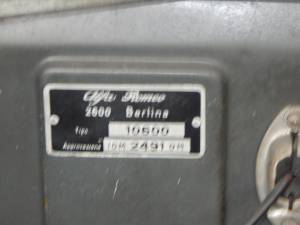 Alfa Romeo
2600 Berlina
Tipo 10600
Approvazione IGM 2491 OM